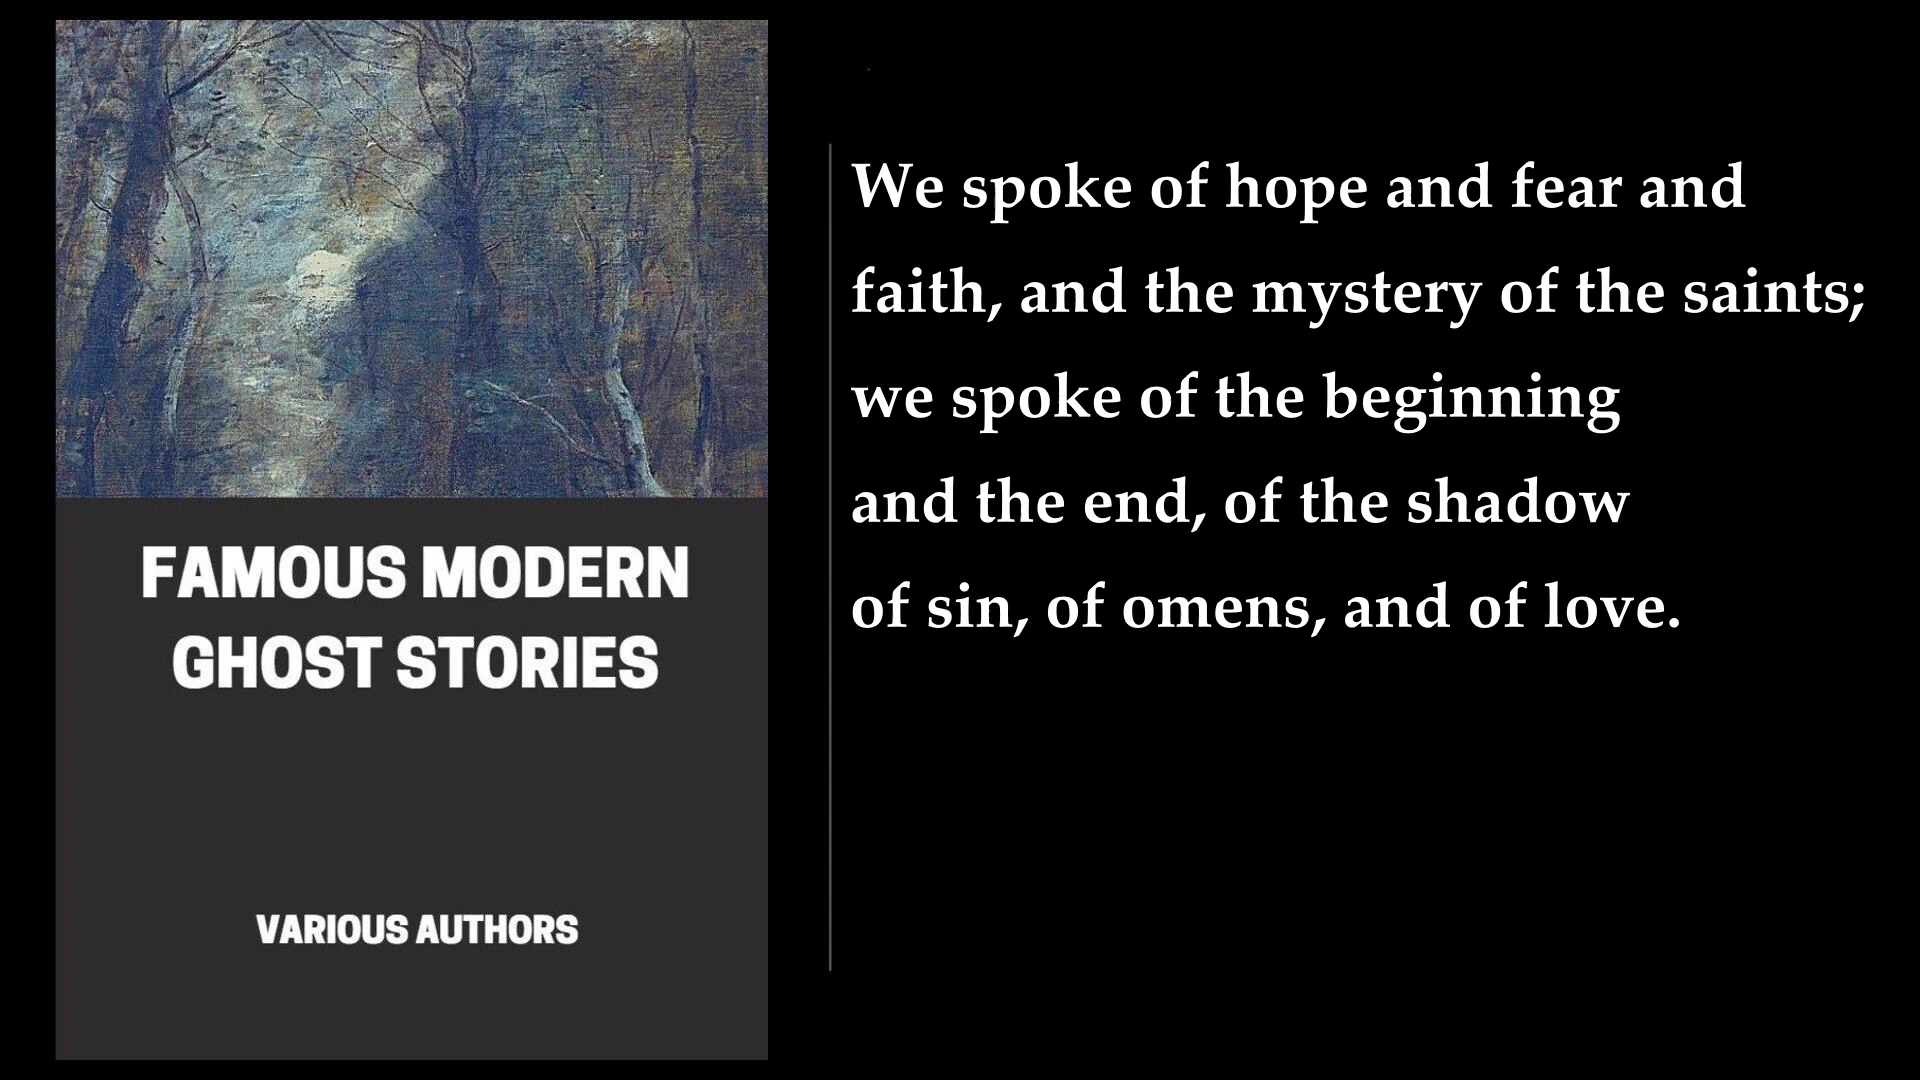 FAMOUS MODERN
GHOST STORIES
VARIOUS AUTHORS
We spoke of hope and fear and
faith, and the mystery of the saints;
we spoke of the beginning
and the end, of the shadow
of sin, of omens, and of love.